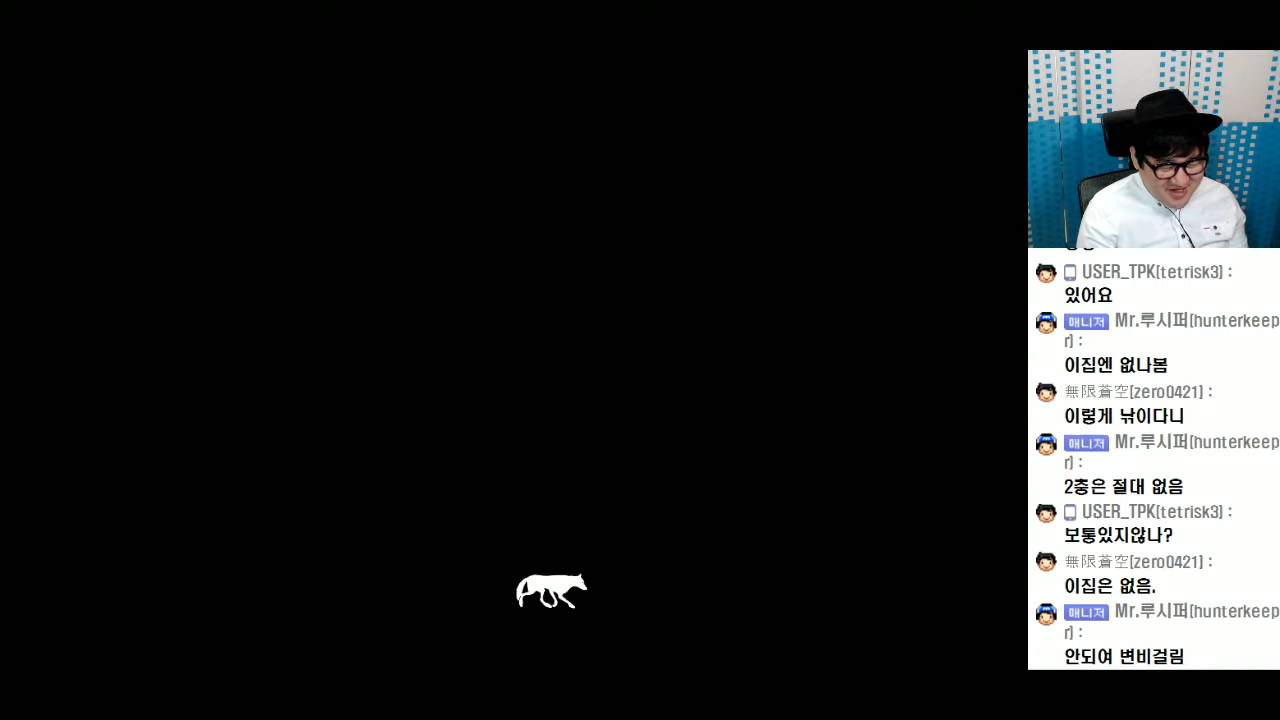 USER_TPK[tetrisk3] :
있어요
매니저 Mr.루시퍼[hunterkeep
r] :
이집엔 없나봄
無限蒼空[zero0421] :
이렇게 낚이다니
매니저 Mr.루시퍼[hunterkeep
r] :
2층은 절대 없음
USER_TPK[tetrisk3] :
보통있지않나?
無限蒼空[zero0421] :
이집은 없음.
매니저 Mr.루시퍼[hunterkeep
r] :
안되여 변비걸림